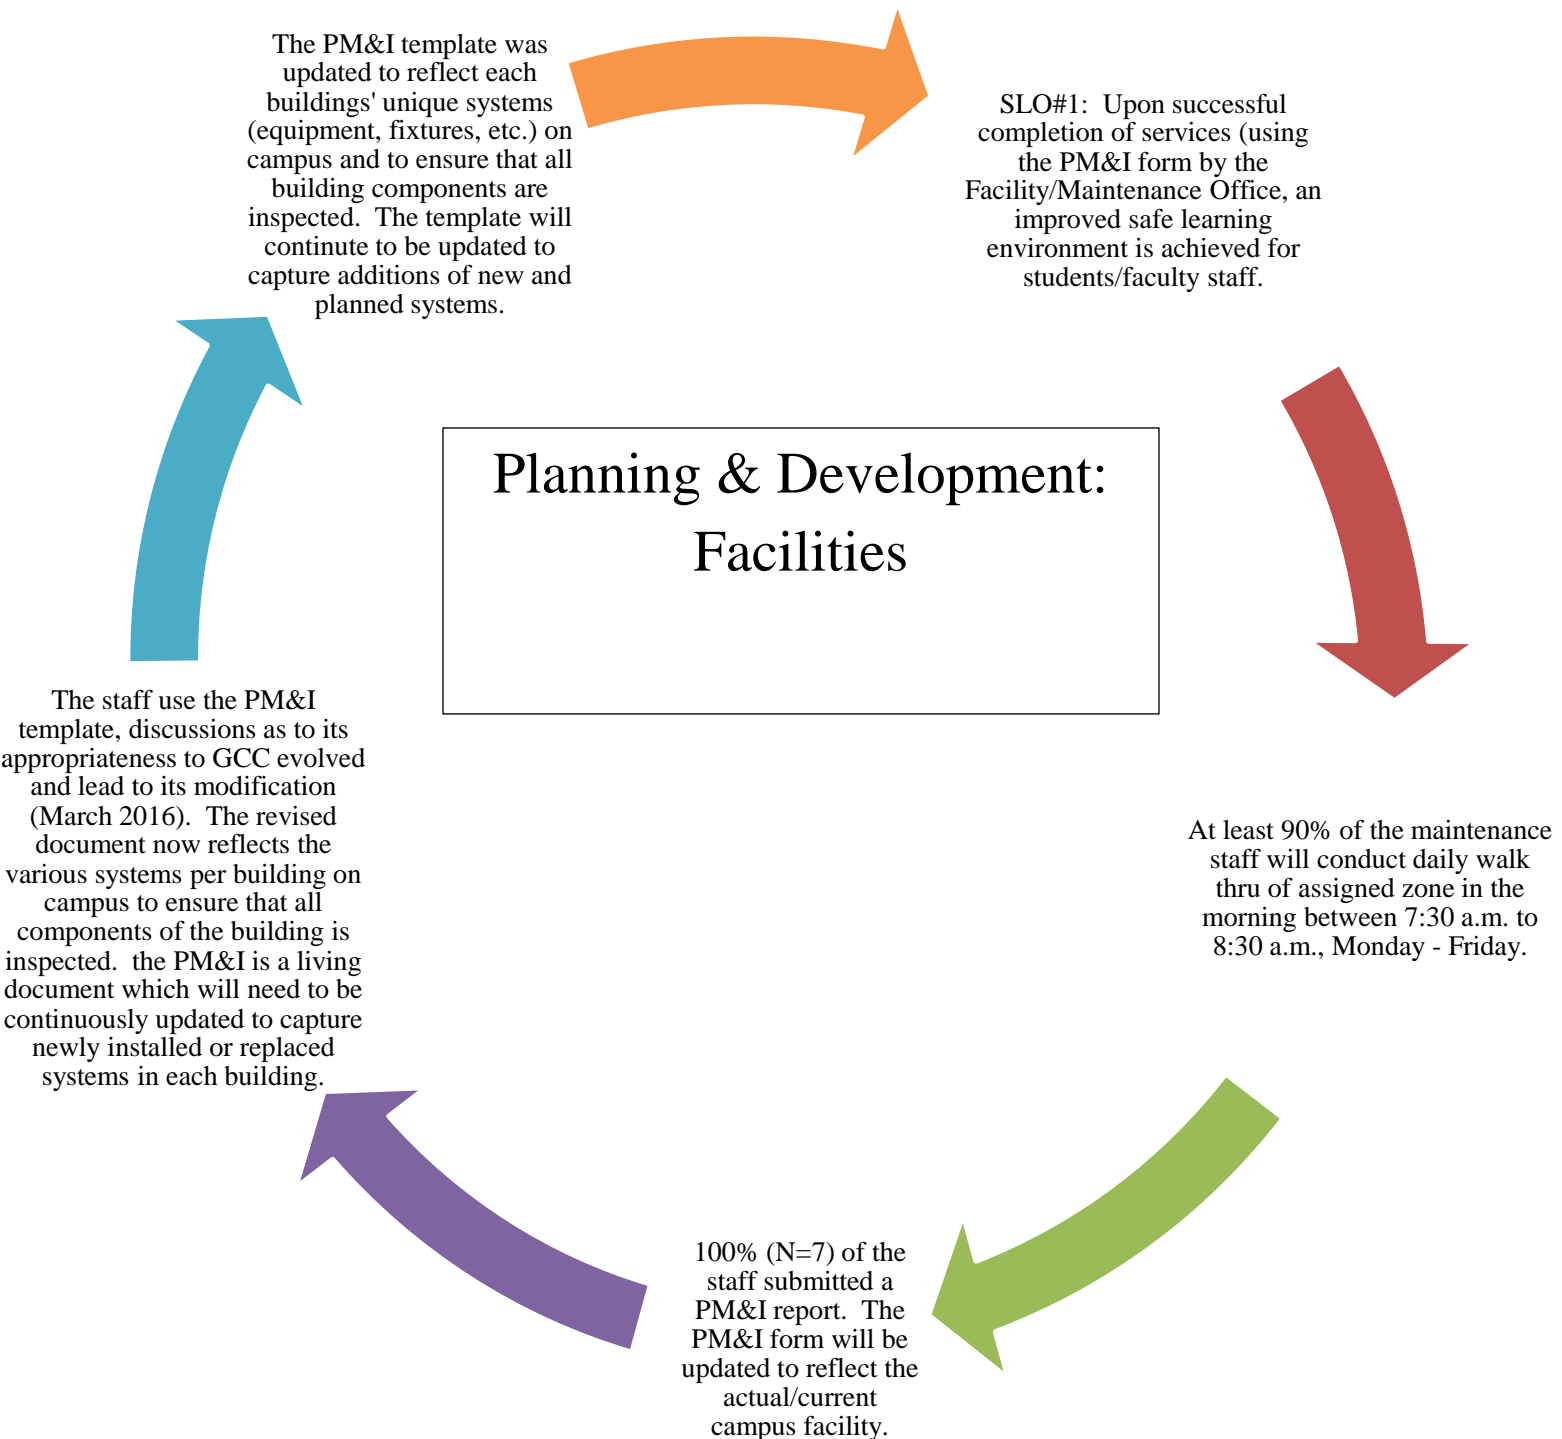 The PM&I template was
updated to reflect each
buildings' unique systems
(equipment, fixtures, etc.) on
campus and to ensure that all
building components are
inspected.  The template will
continute to be updated to
capture additions of new and
planned systems.
SLO#1:  Upon successful
completion of services (using
the PM&I form by the
Facility/Maintenance Office, an
improved safe learning
environment is achieved for
students/faculty staff.
Planning & Development:
Facilities
At least 90% of the maintenance
staff will conduct daily walk
thru of assigned zone in the
morning between 7:30 a.m. to
8:30 a.m., Monday - Friday.
100% (N=7) of the
staff submitted a
PM&I report.  The
PM&I form will be
updated to reflect the
actual/current
campus facility.
The staff use the PM&I
template, discussions as to its
appropriateness to GCC evolved
and lead to its modification
(March 2016).  The revised
document now reflects the
various systems per building on
campus to ensure that all
components of the building is
inspected.  the PM&I is a living
document which will need to be
continuously updated to capture
newly installed or replaced
systems in each building.